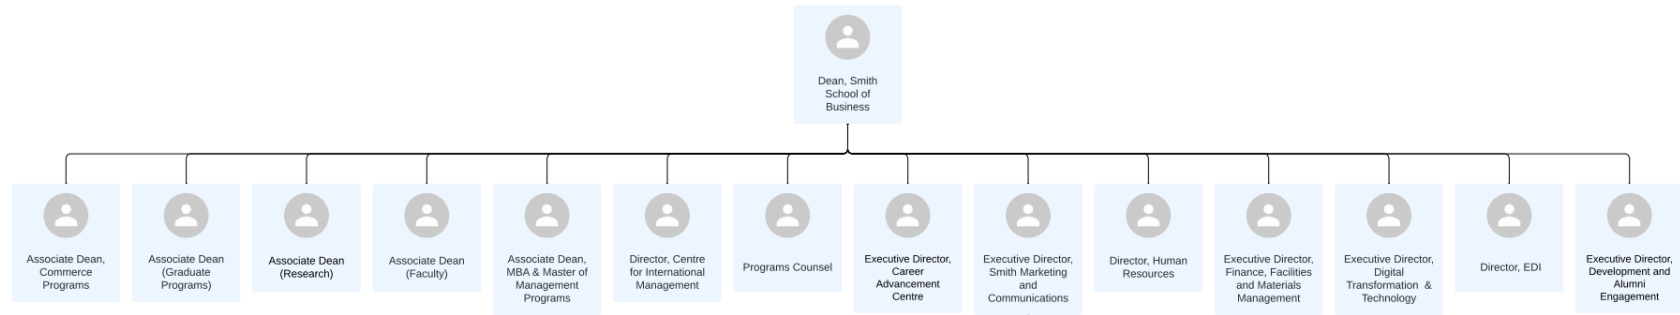 Dean, Smith
School of
Business
Associate Dean,
Commerce
Programs
Associate Dean
(Graduate
Programs)
Associate Dean
(Research)
Associate Dean
(Faculty)
Associate Dean,
MBA & Master of
Management
Programs
Director, Centre
for International
Management
Programs Counsel
Executive Director,
Career
Advancement
Centre
Executive Director,
Smith Marketing
and
Communications
Director, Human
Resources
Executive Director,
Finance, Facilities
and Materials
Management
Executive Director,
Digital
Transformation &
Technology
Director, EDI
Executive Director,
Development and
Alumni
Engagement